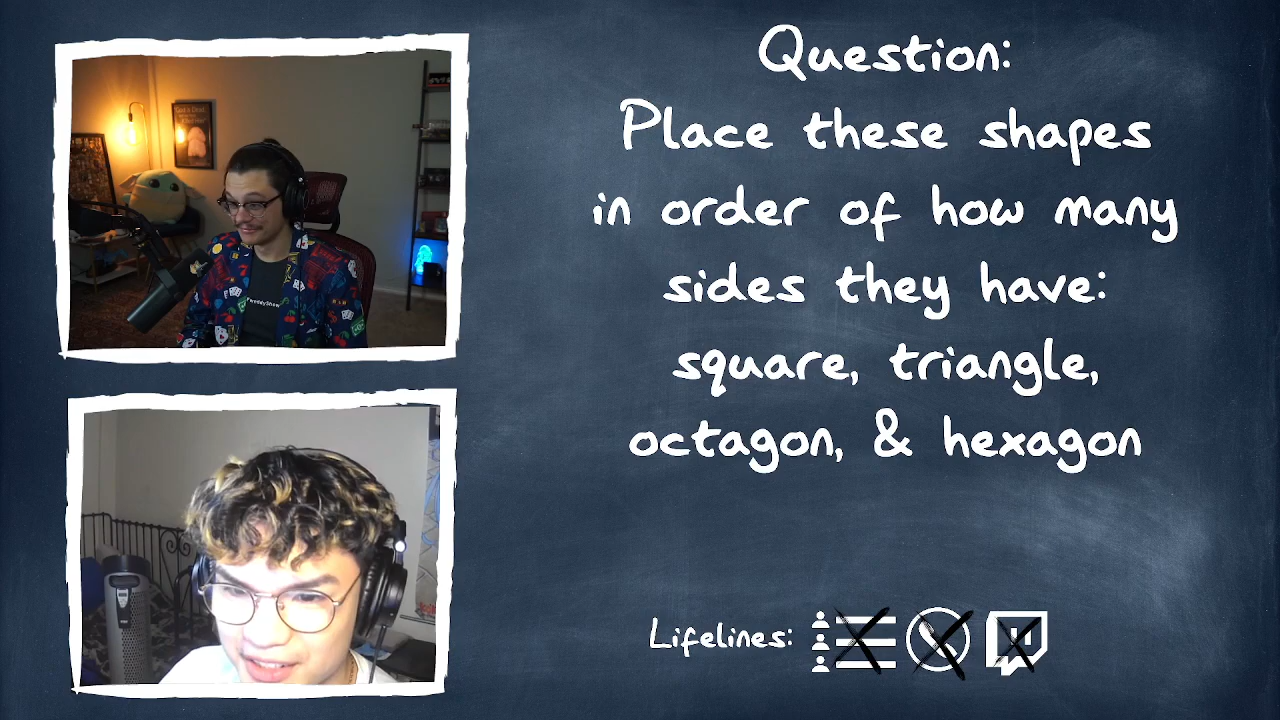 Question:
Place these shapes
in order of how many
sides they have:
square, triangle,
octagon, & hexagon
Lifelines: